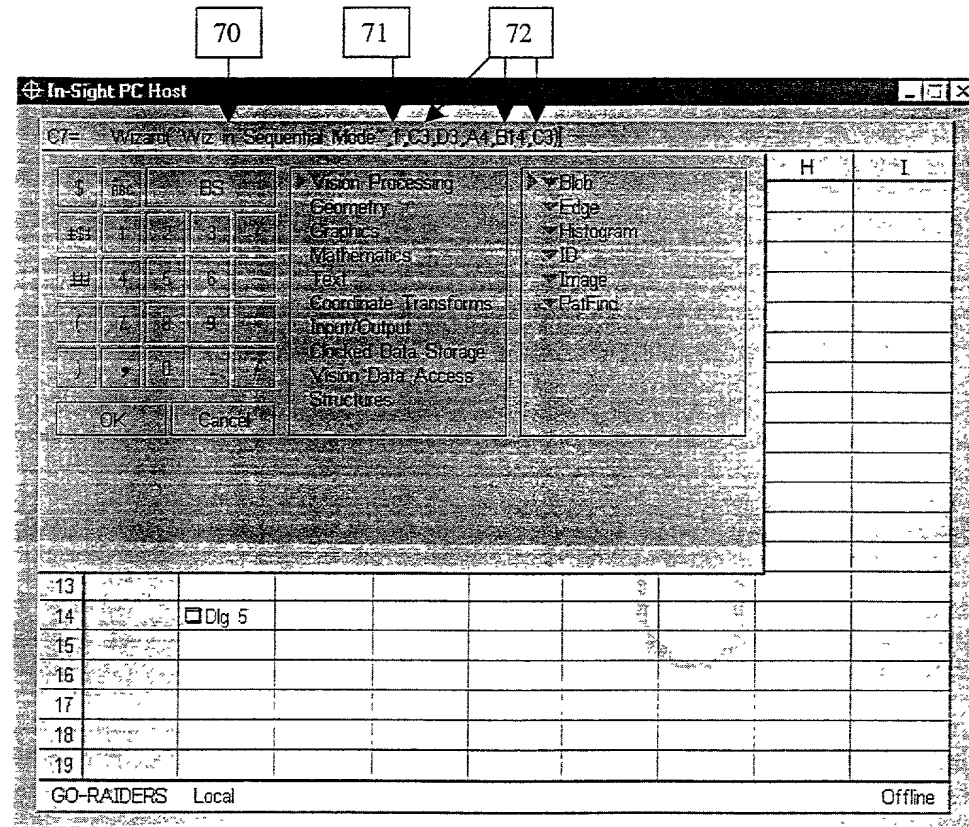 70 71 72
In-Sight PC Host
C7= Wizard("Wiz in Sequential Mode",1,C3,D3,A4,B14,C3)
H I
$ ABC BS
Vision Processing
Geometry
Graphics
Mathematics
Text
Coordinate Transforms
Input/Output
Clocked Data Storage
Vision Data Access
Structures
Blob
Edge
Histogram
ID
Image
PatFind
1 2 3
4 5 6
( 7 8 9
) , 0
OK Cancel
13
14 Dlg 5
15
16
17
18
19
GO-RAIDERS Local Offline